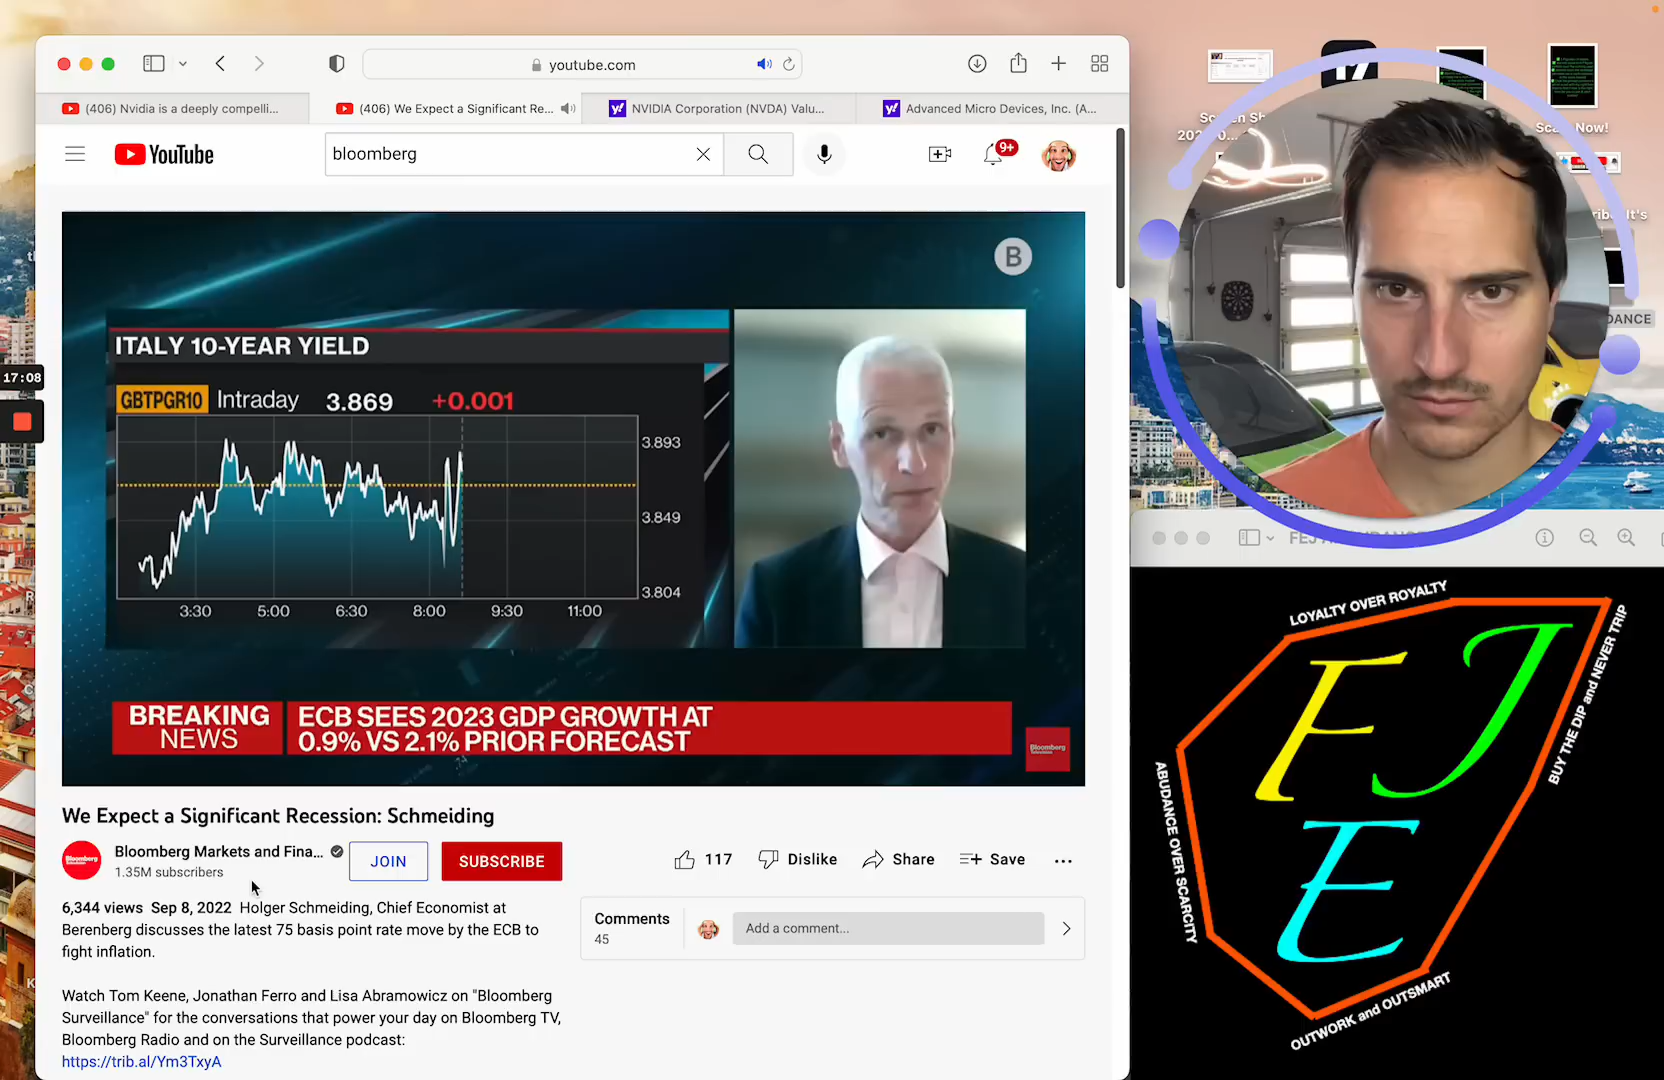 youtube.com
(406) Nvidia is a deeply compelli...
(406) We Expect a Significant Re...
NVIDIA Corporation (NVDA) Valu...
Advanced Micro Devices, Inc. (A...
YouTube
bloomberg
9+
B
ITALY 10-YEAR YIELD
GBTPGR10 Intraday 3.869 +0.001
3.893
3.849
3.804
3:30 5:00 6:30 8:00 9:30 11:00
BREAKING NEWS
ECB SEES 2023 GDP GROWTH AT
0.9% VS 2.1% PRIOR FORECAST
Bloomberg
17:08
We Expect a Significant Recession: Schmeiding
Bloomberg Markets and Fina...
1.35M subscribers
JOIN
SUBSCRIBE
117
Dislike
Share
Save
6,344 views Sep 8, 2022 Holger Schmeiding, Chief Economist at
Berenberg discusses the latest 75 basis point rate move by the ECB to
fight inflation.
Watch Tom Keene, Jonathan Ferro and Lisa Abramowicz on "Bloomberg
Surveillance" for the conversations that power your day on Bloomberg TV,
Bloomberg Radio and on the Surveillance podcast:
https://trib.al/Ym3TxyA
Comments
45
Add a comment...
LOYALTY OVER ROYALTY
BUY THE DIP and NEVER TRIP
ABUDANCE OVER SCARCITY
OUTWORK and OUTSMART
F J
E